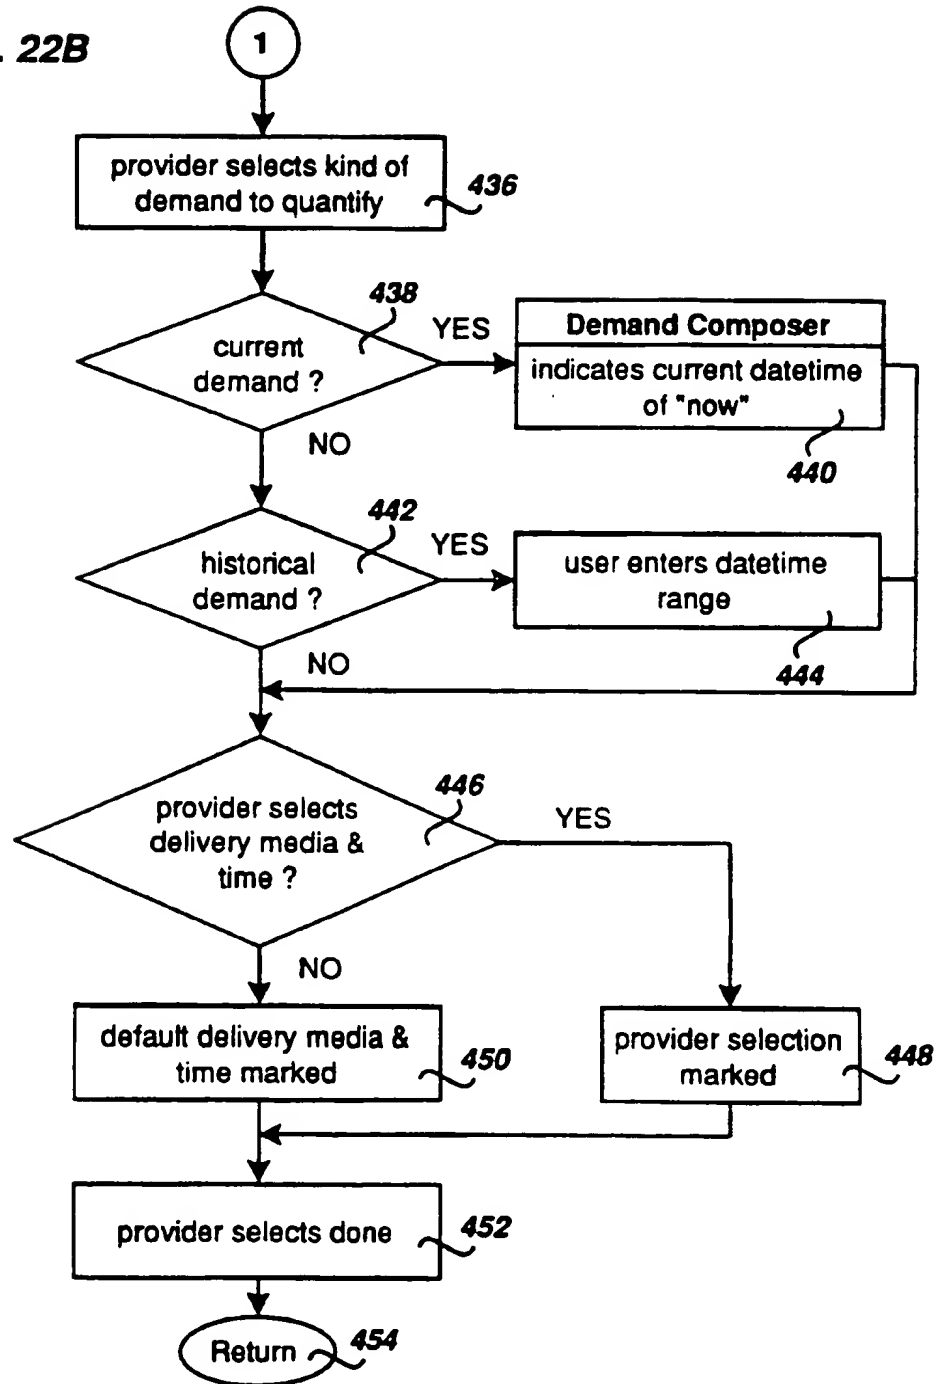 . 22B
1
provider selects kind of
demand to quantify
436
438
current
demand ?
YES
Demand Composer
indicates current datetime
of "now"
440
NO
442
historical
demand ?
YES
user enters datetime
range
444
NO
446
provider selects
delivery media &
time ?
YES
NO
default delivery media &
time marked
450
provider selection
marked
448
provider selects done
452
Return
454